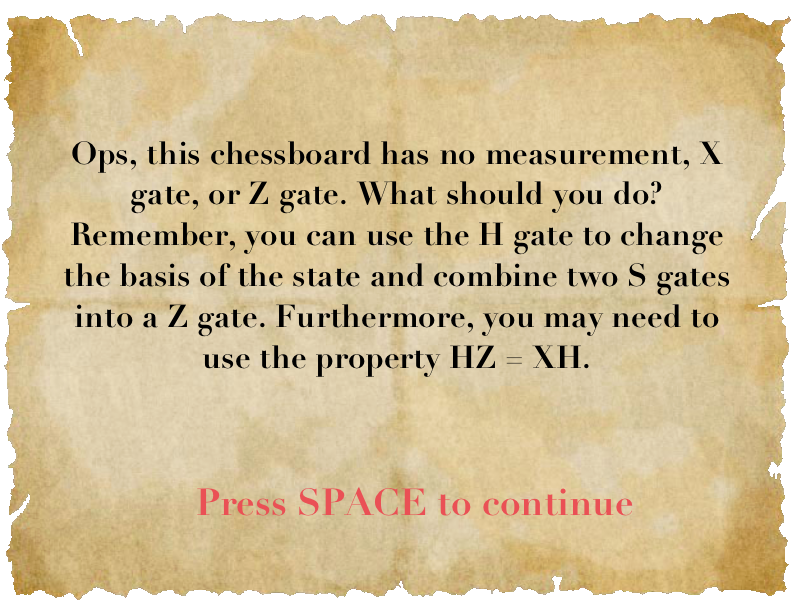 Ops, this chessboard has no measurement, X
gate, or Z gate. What should you do?
Remember, you can use the H gate to change
the basis of the state and combine two S gates
into a Z gate. Furthermore, you may need to
use the property HZ = XH.
Press SPACE to continue